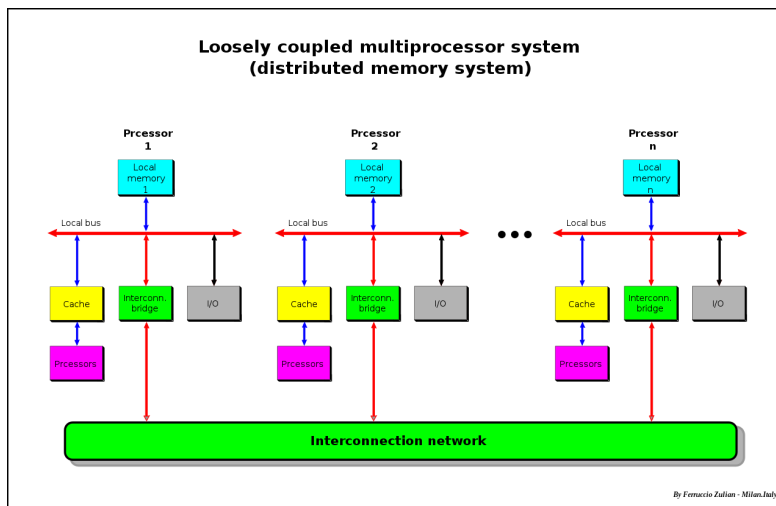 Loosely coupled multiprocessor system
(distributed memory system)
Prcessor
1
Prcessor
2
Prcessor
n
Local
memory
1
Local
memory
2
Local
memory
n
Local bus
Local bus
Local bus
Cache
Interconn.
bridge
I/O
Cache
Interconn.
bridge
I/O
Cache
Interconn.
bridge
I/O
Prcessors
Prcessors
Prcessors
Interconnection network
By Ferruccio Zulian - Milan.Italy